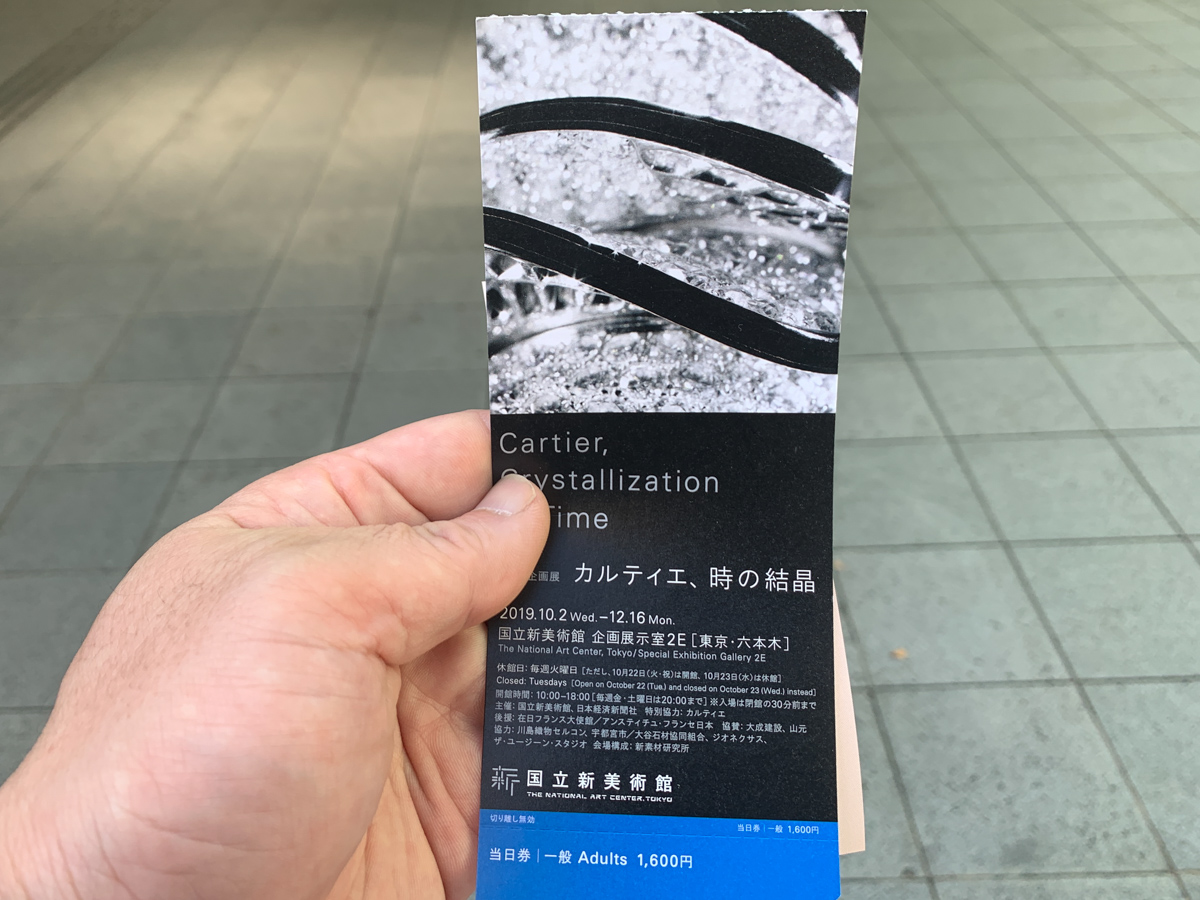 Cartier,
Crystallization
Time
企画展 カルティエ、時の結晶
2019.10.2 Wed. –12.16 Mon.
国立新美術館 企画展示室2E [東京・六本木]
The National Art Center, Tokyo/Special Exhibition Gallery 2E
休館日: 毎週火曜日 [ただし、10月22日(火・祝)は開館、10月23日(水)は休館]
Closed: Tuesdays [Open on October 22 (Tue.) and closed on October 23 (Wed.) instead]
開館時間: 10:00–18:00 [毎週金・土曜日は20:00まで] ※入場は閉館の30分前まで
主催: 国立新美術館、日本経済新聞社 特別協力: カルティエ
後援: 在日フランス大使館/アンスティチュ・フランセ日本 協賛: 大成建設、山元
協力: 川島織物セルコン、宇都宮市/大谷石材協同組合、ジオネクサス、
ザ・ユージーン・スタジオ 会場構成: 新素材研究所
新 国立新美術館
THE NATIONAL ART CENTER, TOKYO
切り離し無効
当日券|一般 1,600円
当日券|一般 Adults 1,600円